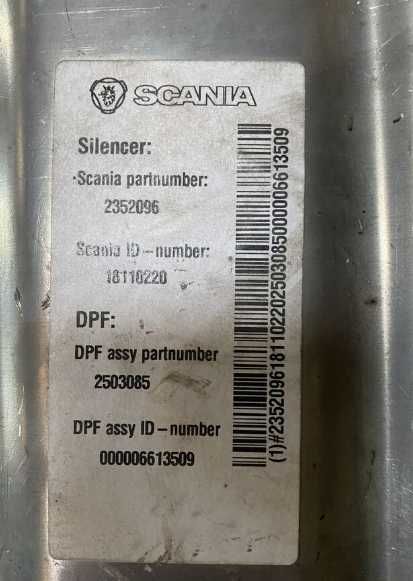 SCANIA
Silencer:
Scania partnumber:
2352096
Scania ID-number:
18110220
DPF:
DPF assy partnumber
2503085
DPF assy ID-number
000006613509
(1)#2352096181102202503085000006613509